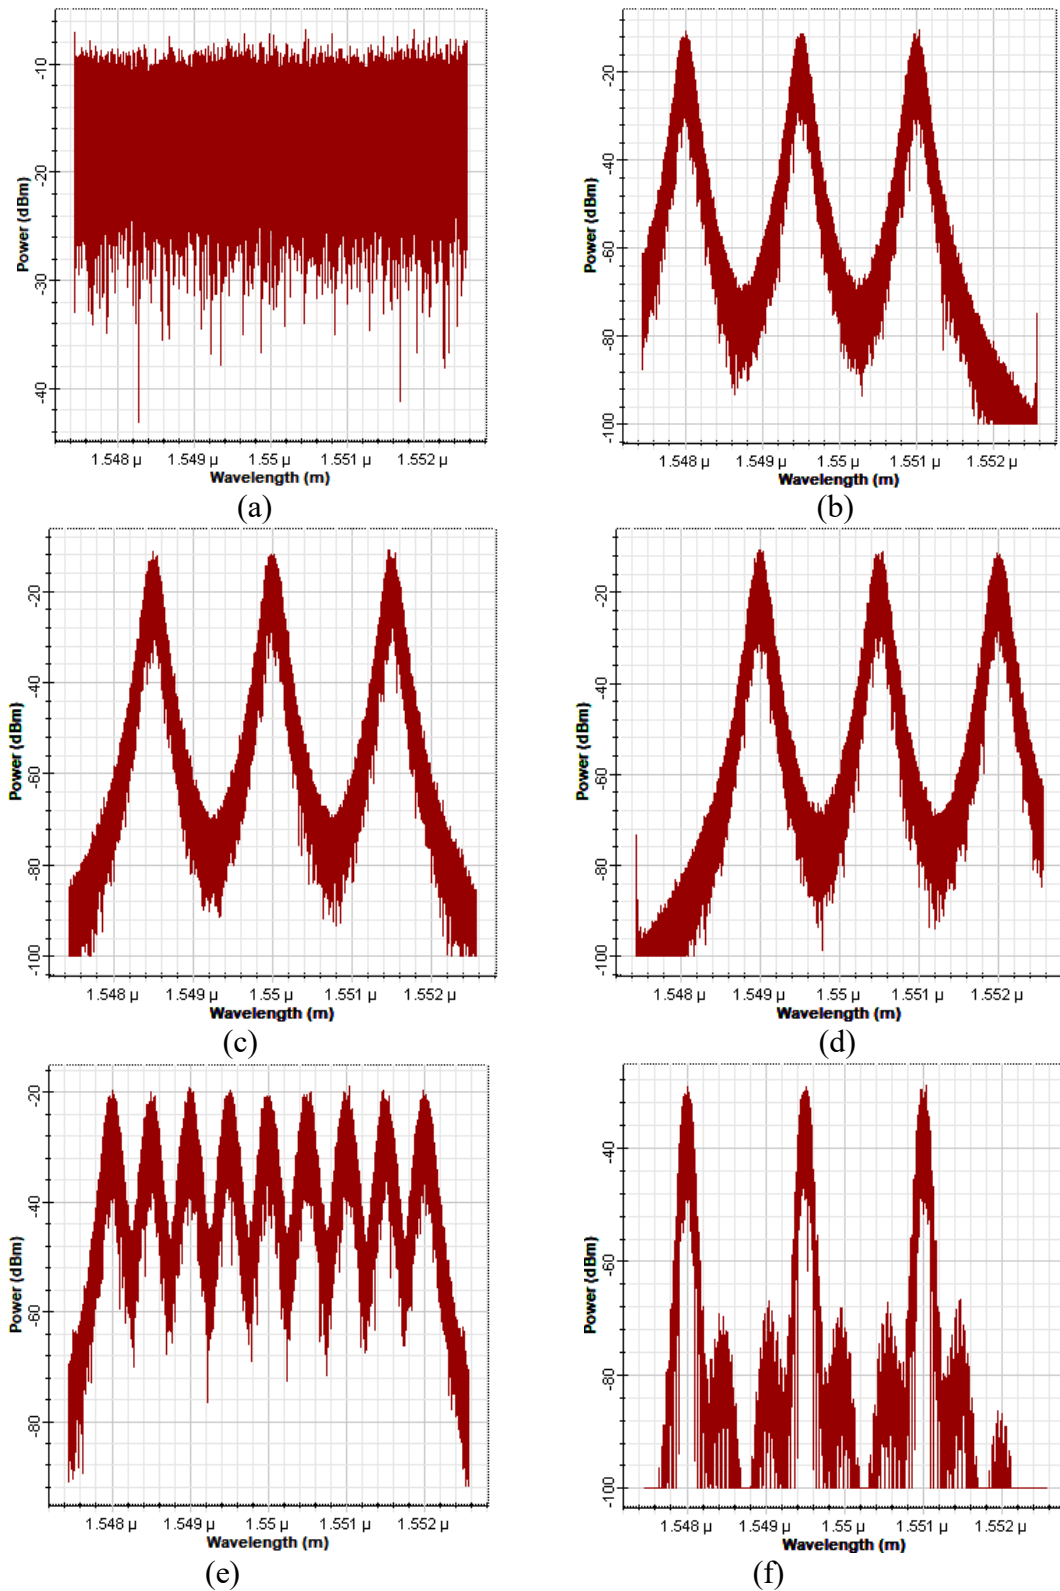 Power (dBm)
-10
-20
-30
-40
1.548 µ 1.549 µ 1.55 µ 1.551 µ 1.552 µ
Wavelength (m)
(a)
Power (dBm)
-20
-40
-60
-80
-100
1.548 µ 1.549 µ 1.55 µ 1.551 µ 1.552 µ
Wavelength (m)
(b)
Power (dBm)
-20
-40
-60
-80
-100
1.548 µ 1.549 µ 1.55 µ 1.551 µ 1.552 µ
Wavelength (m)
(c)
Power (dBm)
-20
-40
-60
-80
-100
1.548 µ 1.549 µ 1.55 µ 1.551 µ 1.552 µ
Wavelength (m)
(d)
Power (dBm)
-20
-40
-60
-80
1.548 µ 1.549 µ 1.55 µ 1.551 µ 1.552 µ
Wavelength (m)
(e)
Power (dBm)
-40
-60
-80
-100
1.548 µ 1.549 µ 1.55 µ 1.551 µ 1.552 µ
Wavelength (m)
(f)